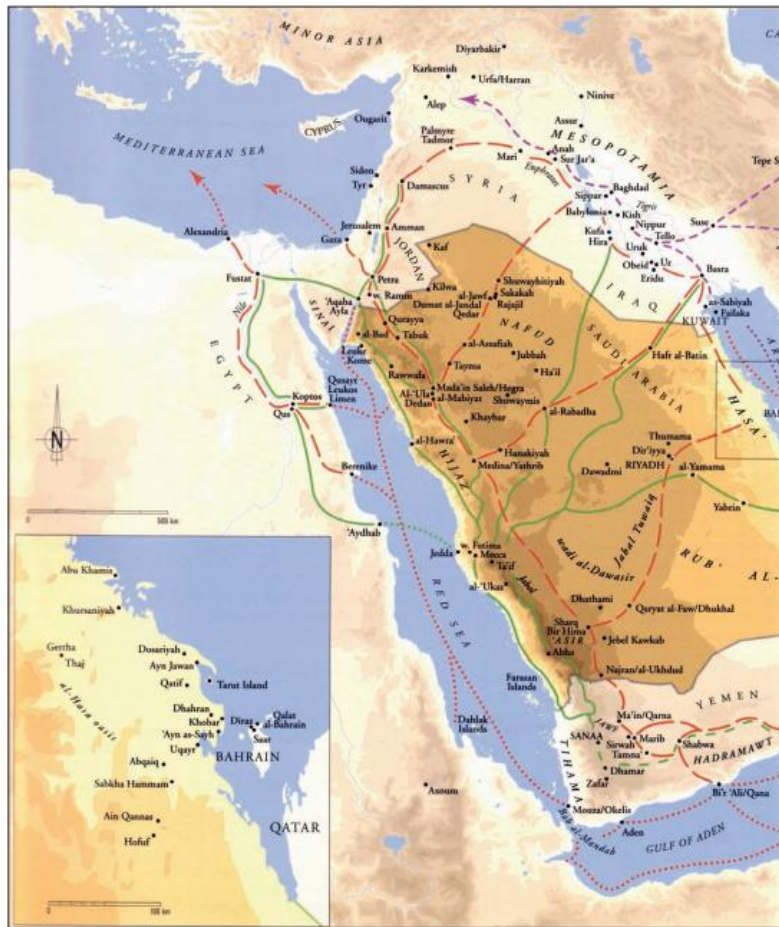 MINOR ASIA
Diyarbakir
Karkemish
Urfa/Harran
Alep
Ninive
Ougarit
Assur
CYPRUS
MESOPOTAMIA
MEDITERRANEAN SEA
Palmyre
Tadmor
Mari
Anah
Sur Jar'a
Euphrates
Sidon
Tyr
Damascus
SYRIA
Sippar
Baghdad
Tigris
Babylonia
Kish
Nippur
Suse
Alexandria
Jerusalem
Gaza
Amman
JORDAN
Kaf
Kufa
Hira
Tello
Uruk
Obeid
Ur
Eridu
Basra
Fustat
Petra
'Aqaba
Ayla
w. Ramm
Kilwa
Shuwayhitiyah
al-Jawf
Dumat al-Jandal
Qedar
Sakakah
Rajajil
IRAQ
as-Sabiyah
Failaka
KUWAIT
SINAI
Nile
EGYPT
Qurayya
al-Bad
Tabuk
NAFUD
SAUDI ARABIA
Leuke
Kome
al-Assafiah
Jubbah
Hafr al-Batin
Rawwafa
Tayma
Ha'il
Qusayr
Leukos
Limen
Koptos
Qus
Mada'in Saleh/Hegra
Al-'Ula
Dedan
al-Mabiyat
Shuwaymis
HASA'
Khaybar
al-Rabadha
al-Hawra'
HIJAZ
Hanakiyah
Thumama
Dir'iyya
RIYADH
Medina/Yathrib
Dawadmi
al-Yamama
Berenike
Yabrin
N
500 km
'Aydhab
Jabal Tuwaiq
wadi al-Dawasir
RUB' AL-
w. Fatima
Jedda
Mecca
Ta'if
al-'Ukaz
RED SEA
Jabal
Dhathami
Qaryat al-Faw/Dhukhal
Sharq
Bir Hima
'ASIR
Jebel Kawkab
Abha
Najran/al-Ukhdud
Farasan
Islands
YEMEN
Dahlak
Islands
Ma'in/Qarna
JAWF
SANAA
Marib
Sirwah
Tamna'
Shabwa
HADRAMAWT
TIHAMA
Dhamar
Zafar
Axoum
Bi'r 'Ali/Qana
Mouza/Okelis
Bab al-Mandab
Aden
GULF OF ADEN
Abu Khamis
Khursaniyah
Gerrha
Thaj
Dosariyah
Ayn Jawan
Qatif
Tarut Island
al-Hasa oasis
Dhahran
Khobar
Diraz
Qalat
al-Bahrain
Saar
'Ayn as-Sayh
Uqayr
BAHRAIN
Abqaiq
Sabkha Hammam
Ain Qannas
Hofuf
QATAR
100 km